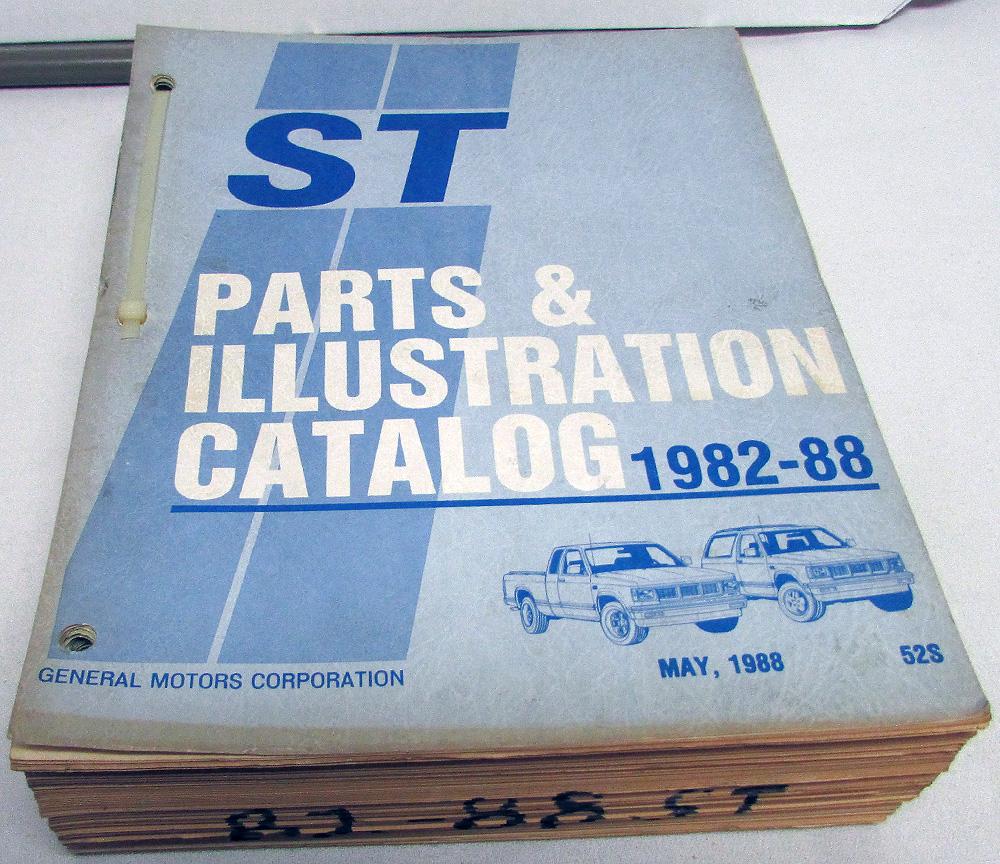 ST
PARTS &
ILLUSTRATION
CATALOG 1982-88
MAY, 1988 52S
GENERAL MOTORS CORPORATION
82-88 ST